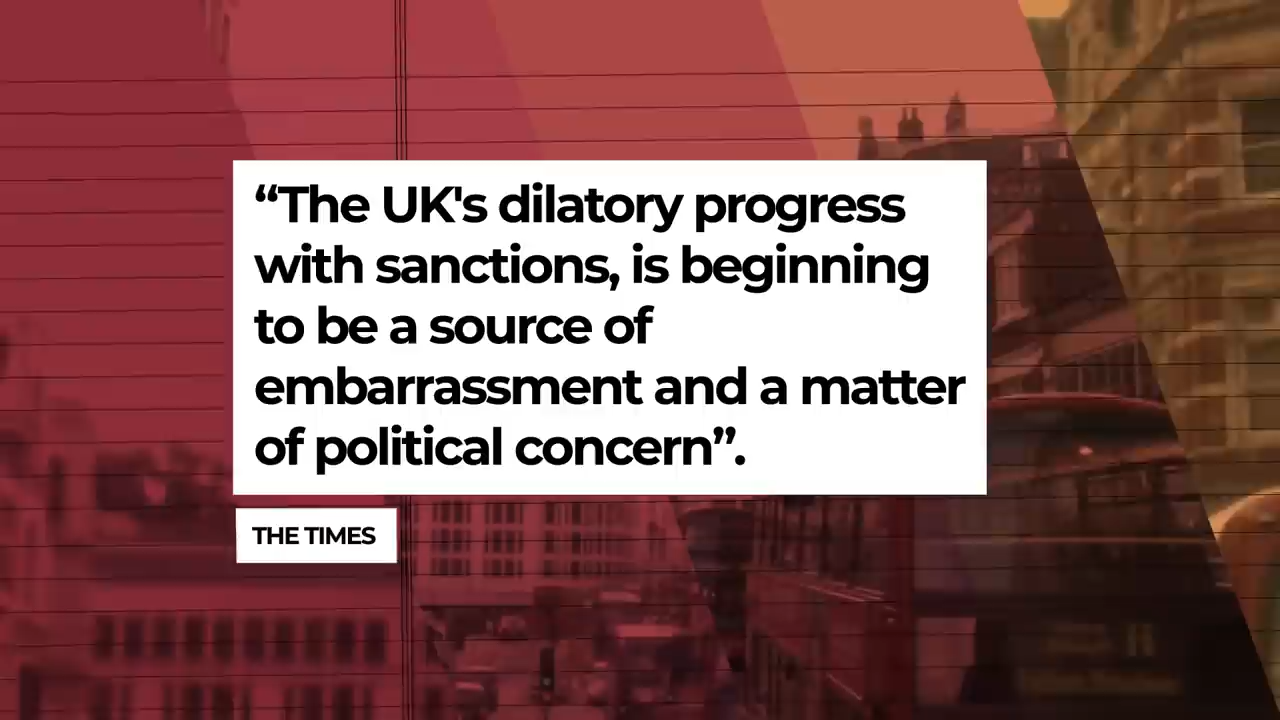 “The UK's dilatory progress
with sanctions, is beginning
to be a source of
embarrassment and a matter
of political concern”.
THE TIMES